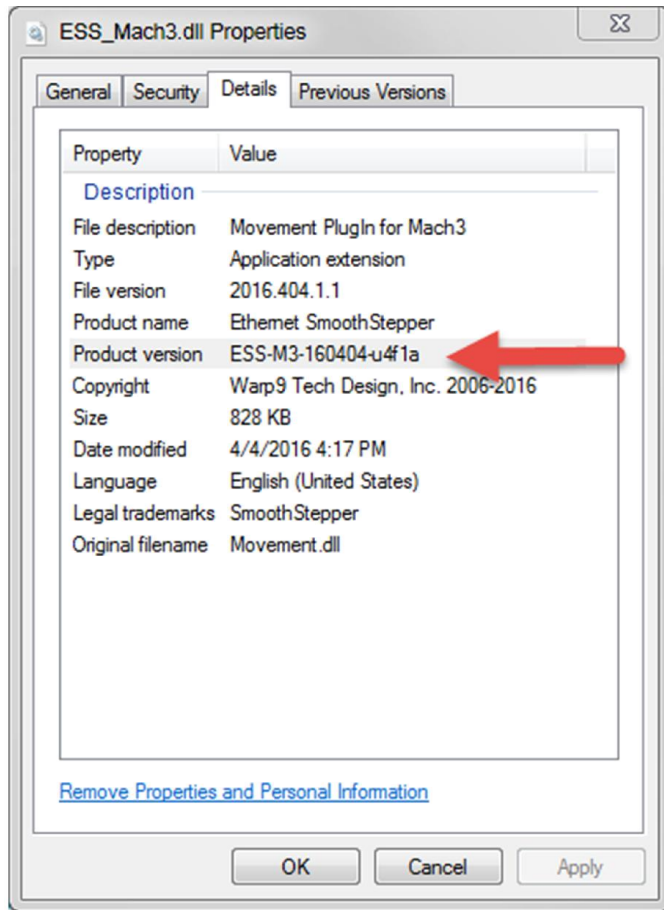 ESS_Mach3.dll Properties
General Security Details Previous Versions
Property Value
Description
File description Movement PlugIn for Mach3
Type Application extension
File version 2016.404.1.1
Product name Ethernet SmoothStepper
Product version ESS-M3-160404-u4f1a
Copyright Warp9 Tech Design, Inc. 2006-2016
Size 828 KB
Date modified 4/4/2016 4:17 PM
Language English (United States)
Legal trademarks SmoothStepper
Original filename Movement.dll
Remove Properties and Personal Information
OK Cancel Apply